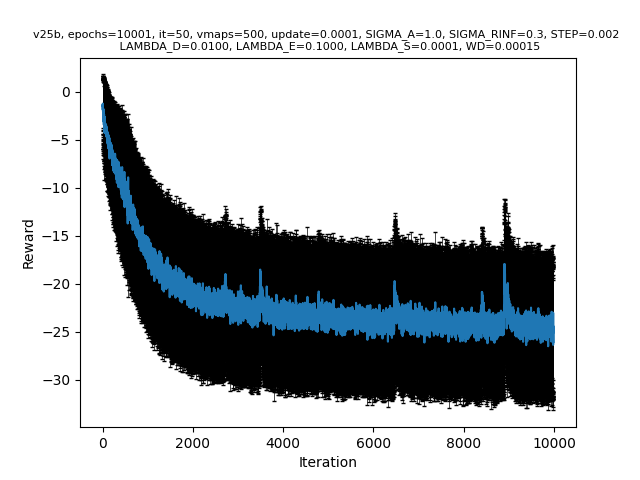 v25b, epochs=10001, it=50, vmaps=500, update=0.0001, SIGMA_A=1.0, SIGMA_RINF=0.3, STEP=0.002
LAMBDA_D=0.0100, LAMBDA_E=0.1000, LAMBDA_S=0.0001, WD=0.00015
0
−5
−10
−15
−20
−25
−30
Reward
0 2000 4000 6000 8000 10000
Iteration